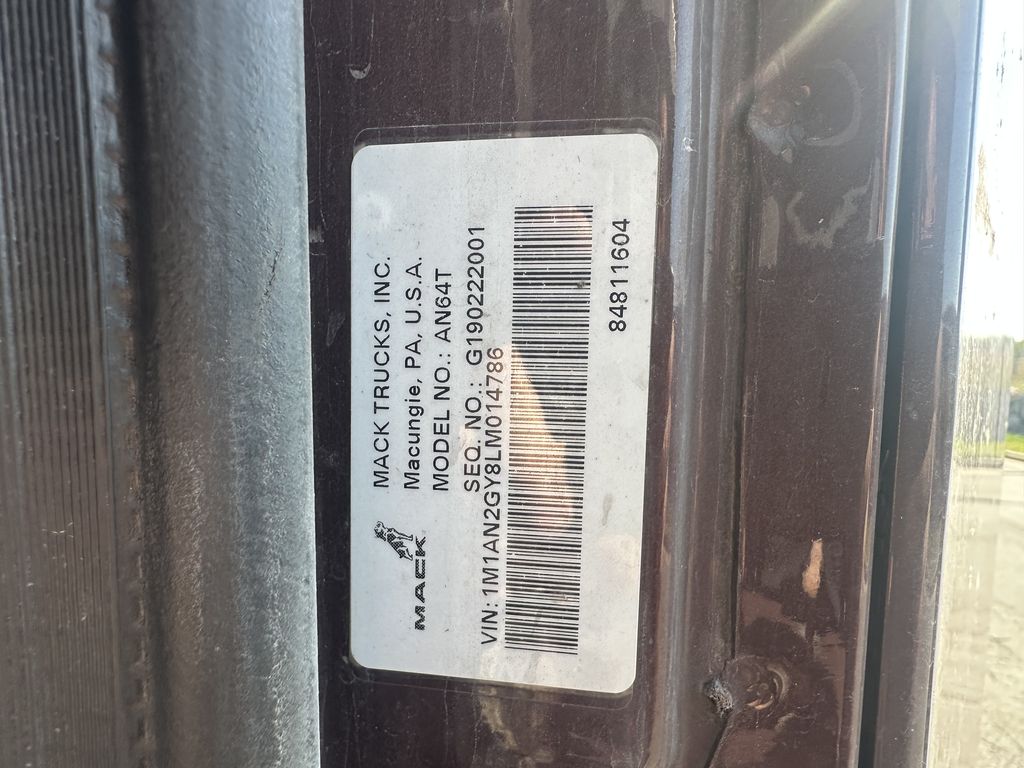 MACK
MACK TRUCKS, INC.
Macungie, PA, U.S.A.
MODEL NO.: AN64T
SEQ. NO.: G190222001
VIN: 1M1AN2GY8LM014786
84811604